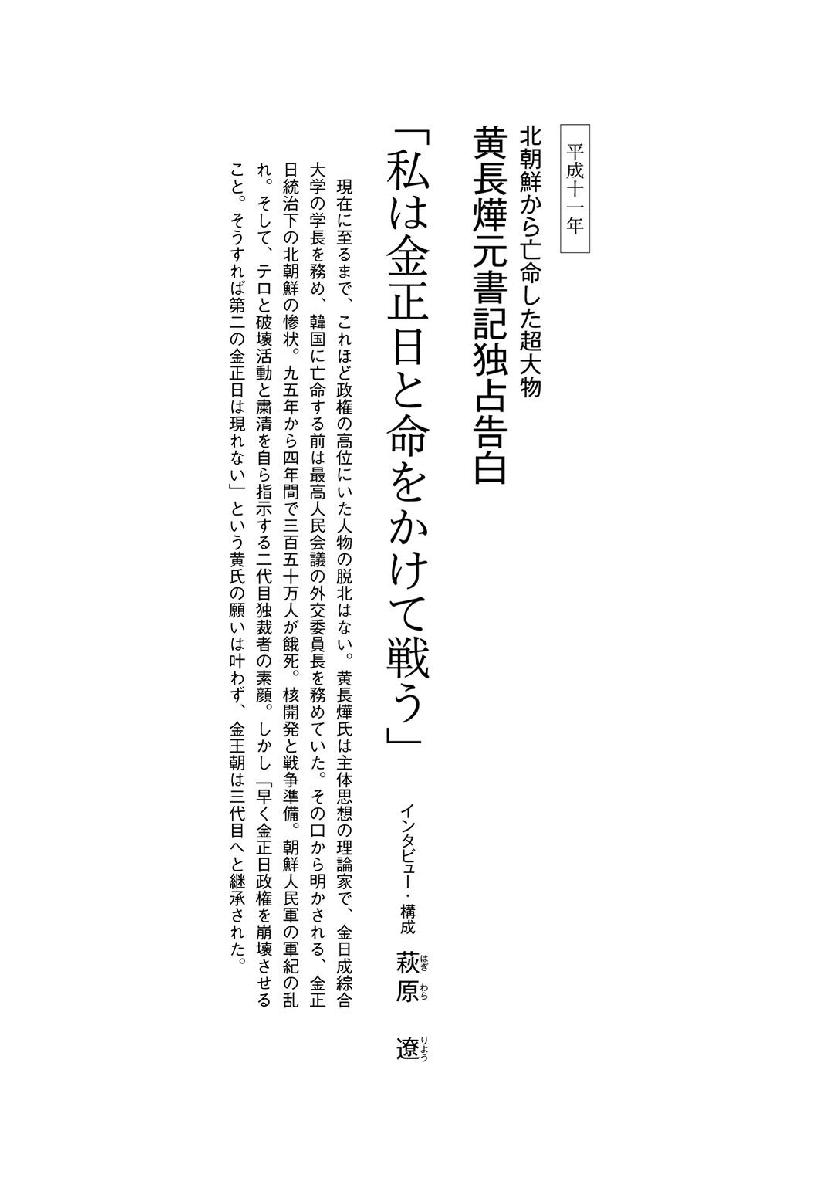 平成十一年
北朝鮮から亡命した超大物
黄長燁元書記独占告白
「私は金正日と命をかけて戦う」
インタビュー・構成 萩原 遼
はぎ わら りょう
現在に至るまで、これほど政権の高位にいた人物の脱北はない。黄長燁氏は主体思想の理論家で、金日成綜合
大学の学長を務め、韓国に亡命する前は最高人民会議の外交委員長を務めていた。その口から明かされる、金正
日統治下の北朝鮮の惨状。九五年から四年間で三百五十万人が餓死。核開発と戦争準備。朝鮮人民軍の軍紀の乱
れ。そして、テロと破壊活動と粛清を自ら指示する二代目独裁者の素顔。しかし「早く金正日政権を崩壊させる
こと。そうすれば第二の金正日は現れない」という黄氏の願いは叶わず、金王朝は三代目へと継承された。